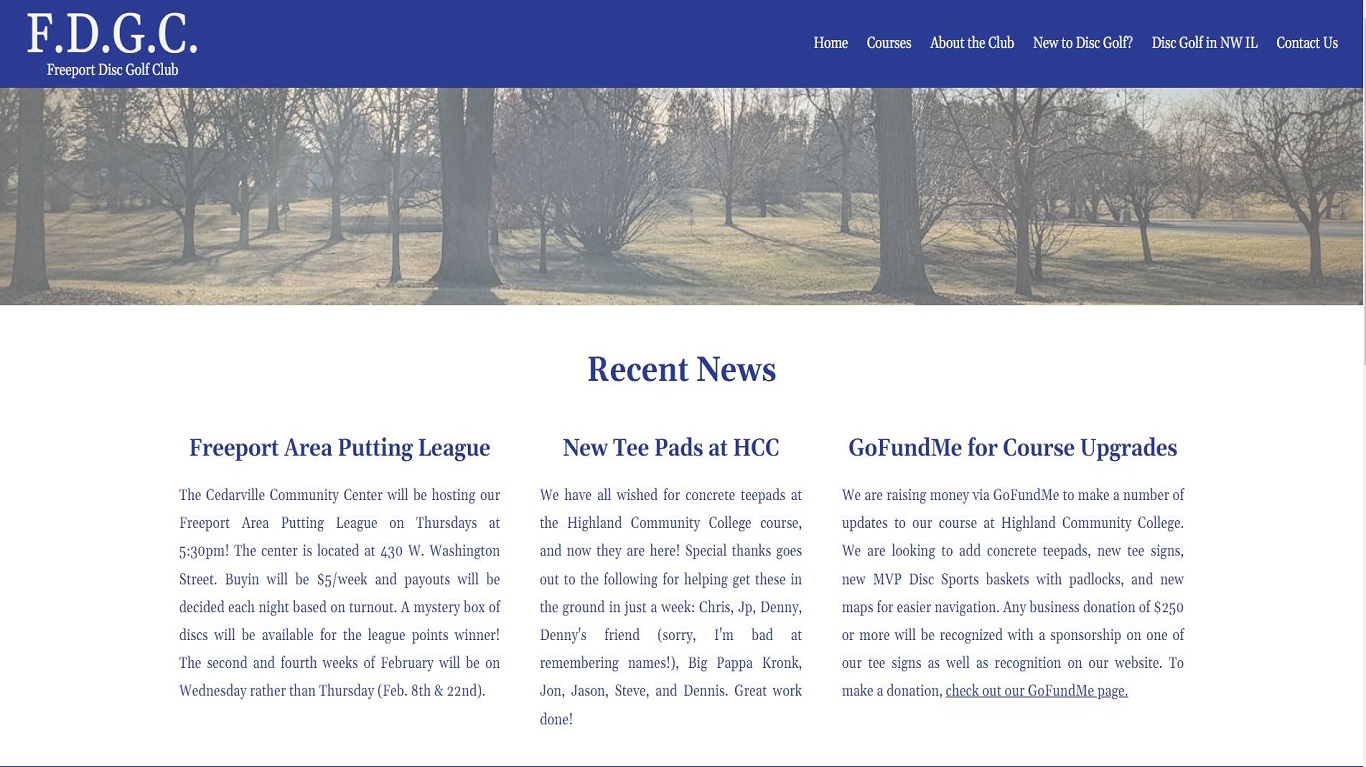 F.D.G.C.
Freeport Disc Golf Club
Home Courses About the Club New to Disc Golf? Disc Golf in NW IL Contact Us
Recent News
Freeport Area Putting League
The Cedarville Community Center will be hosting our
Freeport Area Putting League on Thursdays at
5:30pm! The center is located at 430 W. Washington
Street. Buyin will be $5/week and payouts will be
decided each night based on turnout. A mystery box of
discs will be available for the league points winner!
The second and fourth weeks of February will be on
Wednesday rather than Thursday (Feb. 8th & 22nd).
New Tee Pads at HCC
We have all wished for concrete teepads at
the Highland Community College course,
and now they are here! Special thanks goes
out to the following for helping get these in
the ground in just a week: Chris, Jp, Denny,
Denny's friend (sorry, I'm bad at
remembering names!), Big Pappa Kronk,
Jon, Jason, Steve, and Dennis. Great work
done!
GoFundMe for Course Upgrades
We are raising money via GoFundMe to make a number of
updates to our course at Highland Community College.
We are looking to add concrete teepads, new tee signs,
new MVP Disc Sports baskets with padlocks, and new
maps for easier navigation. Any business donation of $250
or more will be recognized with a sponsorship on one of
our tee signs as well as recognition on our website. To
make a donation, check out our GoFundMe page.